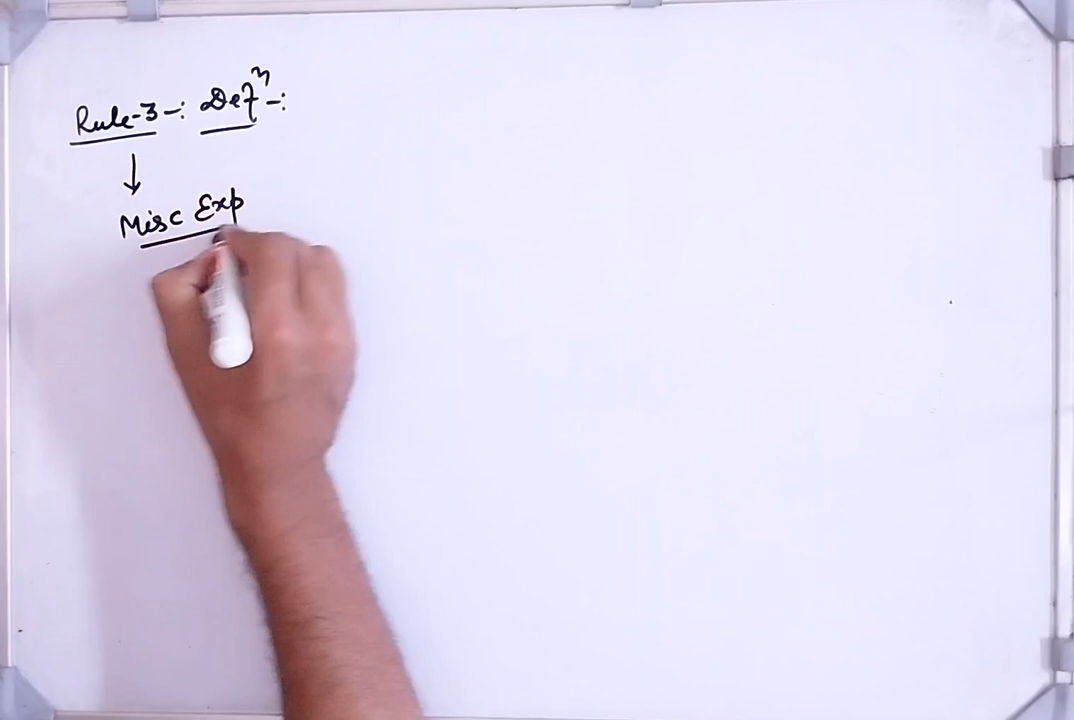 Rule-3 -: Defⁿ -:
↓
Misc Exp